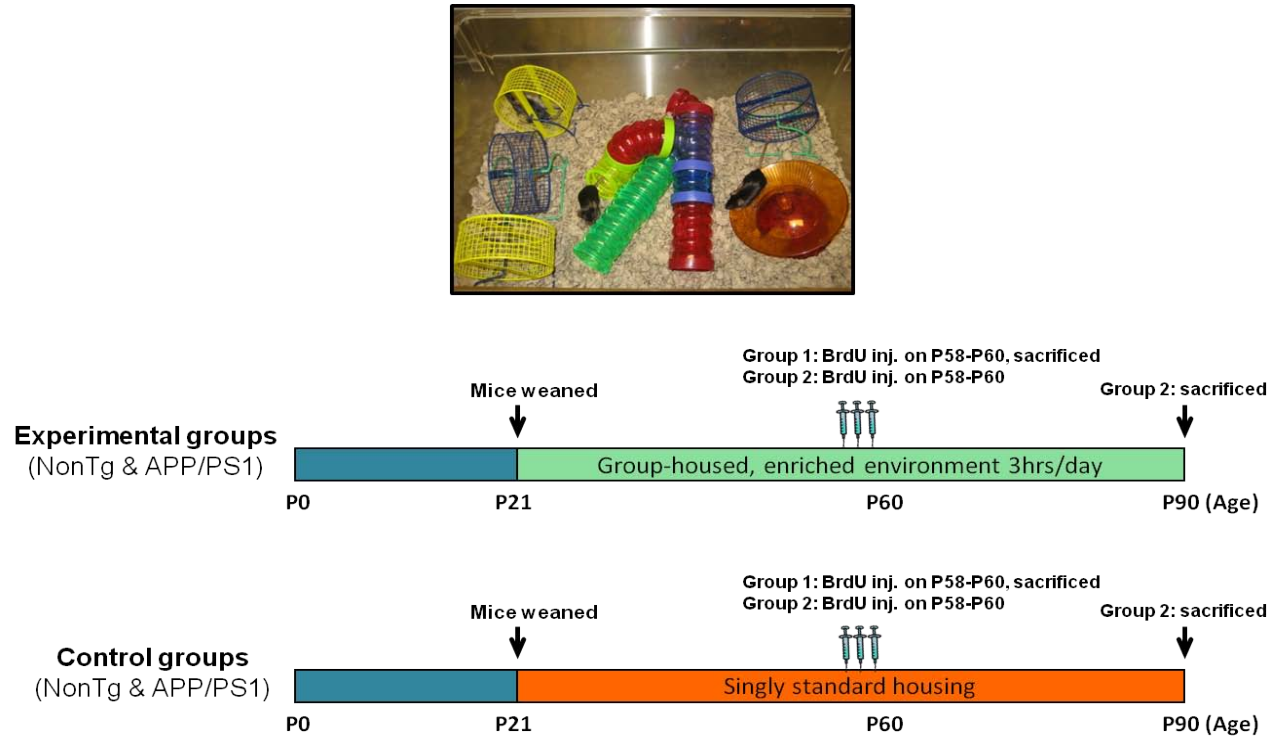 Group 1: BrdU inj. on P58-P60, sacrificed
Group 2: BrdU inj. on P58-P60
Mice weaned
Group 2: sacrificed
Experimental groups
(NonTg & APP/PS1)
Group-housed, enriched environment 3hrs/day
P0 P21 P60 P90 (Age)
Group 1: BrdU inj. on P58-P60, sacrificed
Group 2: BrdU inj. on P58-P60
Mice weaned
Group 2: sacrificed
Control groups
(NonTg & APP/PS1)
Singly standard housing
P0 P21 P60 P90 (Age)